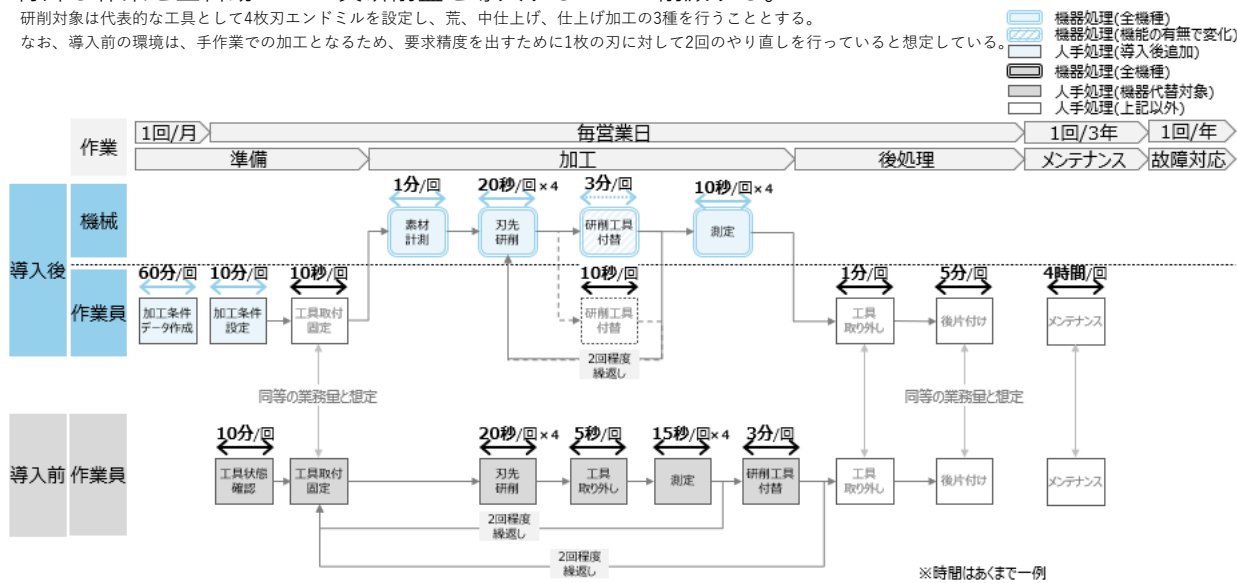 研削対象は代表的な工具として4枚刃エンドミルを設定し、荒、中仕上げ、仕上げ加工の3種を行うこととする。
なお、導入前の環境は、手作業での加工となるため、要求精度を出すために1枚の刃に対して2回のやり直しを行っていると想定している。
機器処理(全機種)
機器処理(機能の有無で変化)
人手処理(導入後追加)
機器処理(全機種)
人手処理(機器代替対象)
人手処理(上記以外)
作業
1回/月
毎営業日
1回/3年
1回/年
準備
加工
後処理
メンテナンス
故障対応
導入後
機械
1分/回
20秒/回×4
3分/回
10秒/回×4
素材
計測
刃先
研削
研削工具
付替
測定
作業員
60分/回
10分/回
10秒/回
10秒/回
1分/回
5分/回
4時間/回
加工条件
データ作成
加工条件
設定
工具取付
固定
研削工具
付替
工具
取り外し
後片付け
メンテナンス
2回程度
繰返し
同等の業務量と想定
同等の業務量と想定
導入前
作業員
10分/回
20秒/回×4
5秒/回
15秒/回×4
3分/回
工具状態
確認
工具取付
固定
刃先
研削
工具
取り外し
測定
研削工具
付替
工具
取り外し
後片付け
メンテナンス
2回程度
繰返し
2回程度
繰返し
※時間はあくまで一例